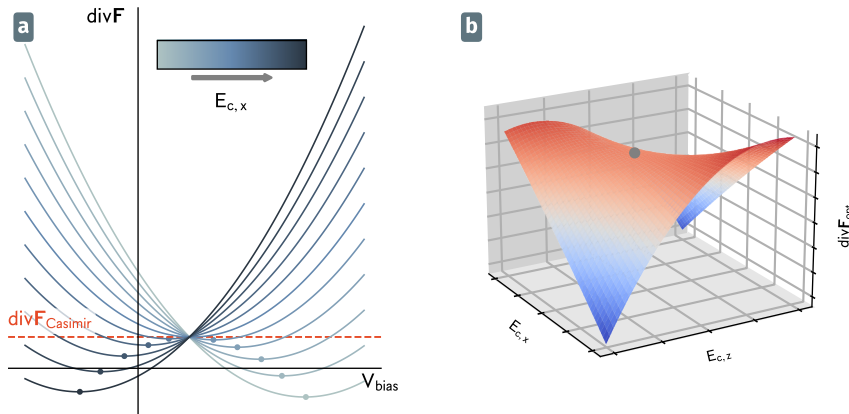 a
divF
E_c,x
divF_Casimir
V_bias
b
E_c,x
E_c,z
divF_opt